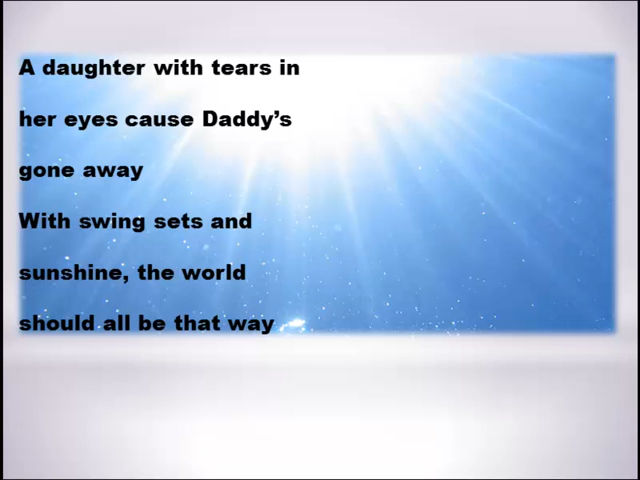 A daughter with tears in
her eyes cause Daddy’s
gone away
With swing sets and
sunshine, the world
should all be that way